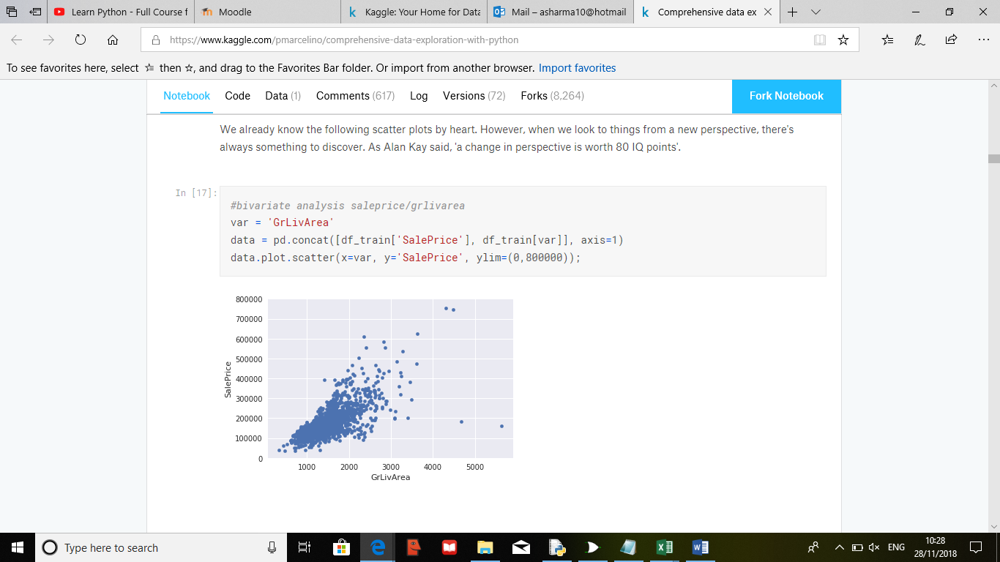 Learn Python - Full Course f
Moodle
Kaggle: Your Home for Data
Mail – asharma10@hotmail
Comprehensive data ex
https://www.kaggle.com/pmarcelino/comprehensive-data-exploration-with-python
To see favorites here, select then ☆, and drag to the Favorites Bar folder. Or import from another browser. Import favorites
Notebook Code Data (1) Comments (617) Log Versions (72) Forks (8,264) Fork Notebook
We already know the following scatter plots by heart. However, when we look to things from a new perspective, there's
always something to discover. As Alan Kay said, 'a change in perspective is worth 80 IQ points'.
In [17]:
#bivariate analysis saleprice/grlivarea
var = 'GrLivArea'
data = pd.concat([df_train['SalePrice'], df_train[var]], axis=1)
data.plot.scatter(x=var, y='SalePrice', ylim=(0,800000));
800000
700000
600000
500000
400000
300000
200000
100000
0
SalePrice
1000 2000 3000 4000 5000
GrLivArea
Type here to search
ENG
10:28
28/11/2018